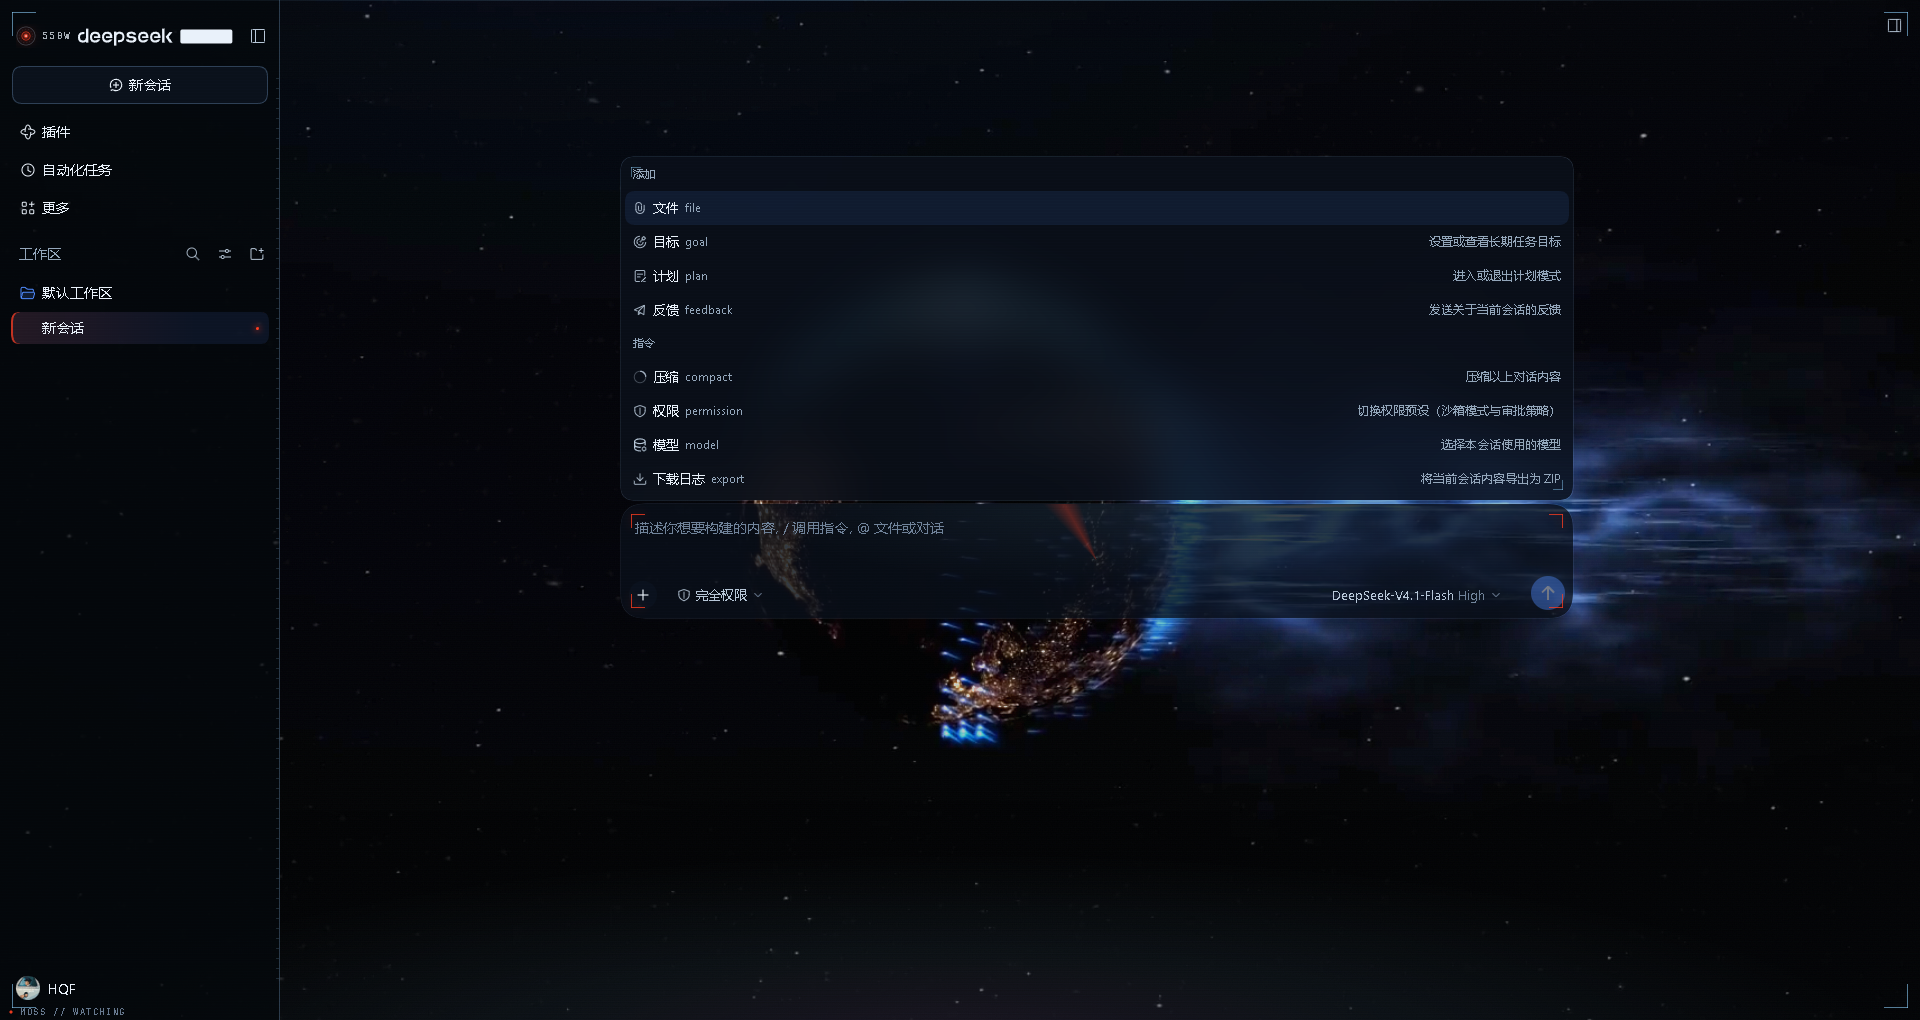 550W deepseek
新会话
插件
自动化任务
更多
工作区
默认工作区
新会话
添加
文件 file
目标 goal 设置或查看长期任务目标
计划 plan 进入或退出计划模式
反馈 feedback 发送关于当前会话的反馈
指令
压缩 compact 压缩以上对话内容
权限 permission 切换权限预设（沙箱模式与审批策略）
模型 model 选择本会话使用的模型
下载日志 export 将当前会话内容导出为 ZIP
描述你想要构建的内容, / 调用指令, @ 文件或对话
完全权限
DeepSeek-V4.1-Flash High
HQF
MOSS // WATCHING